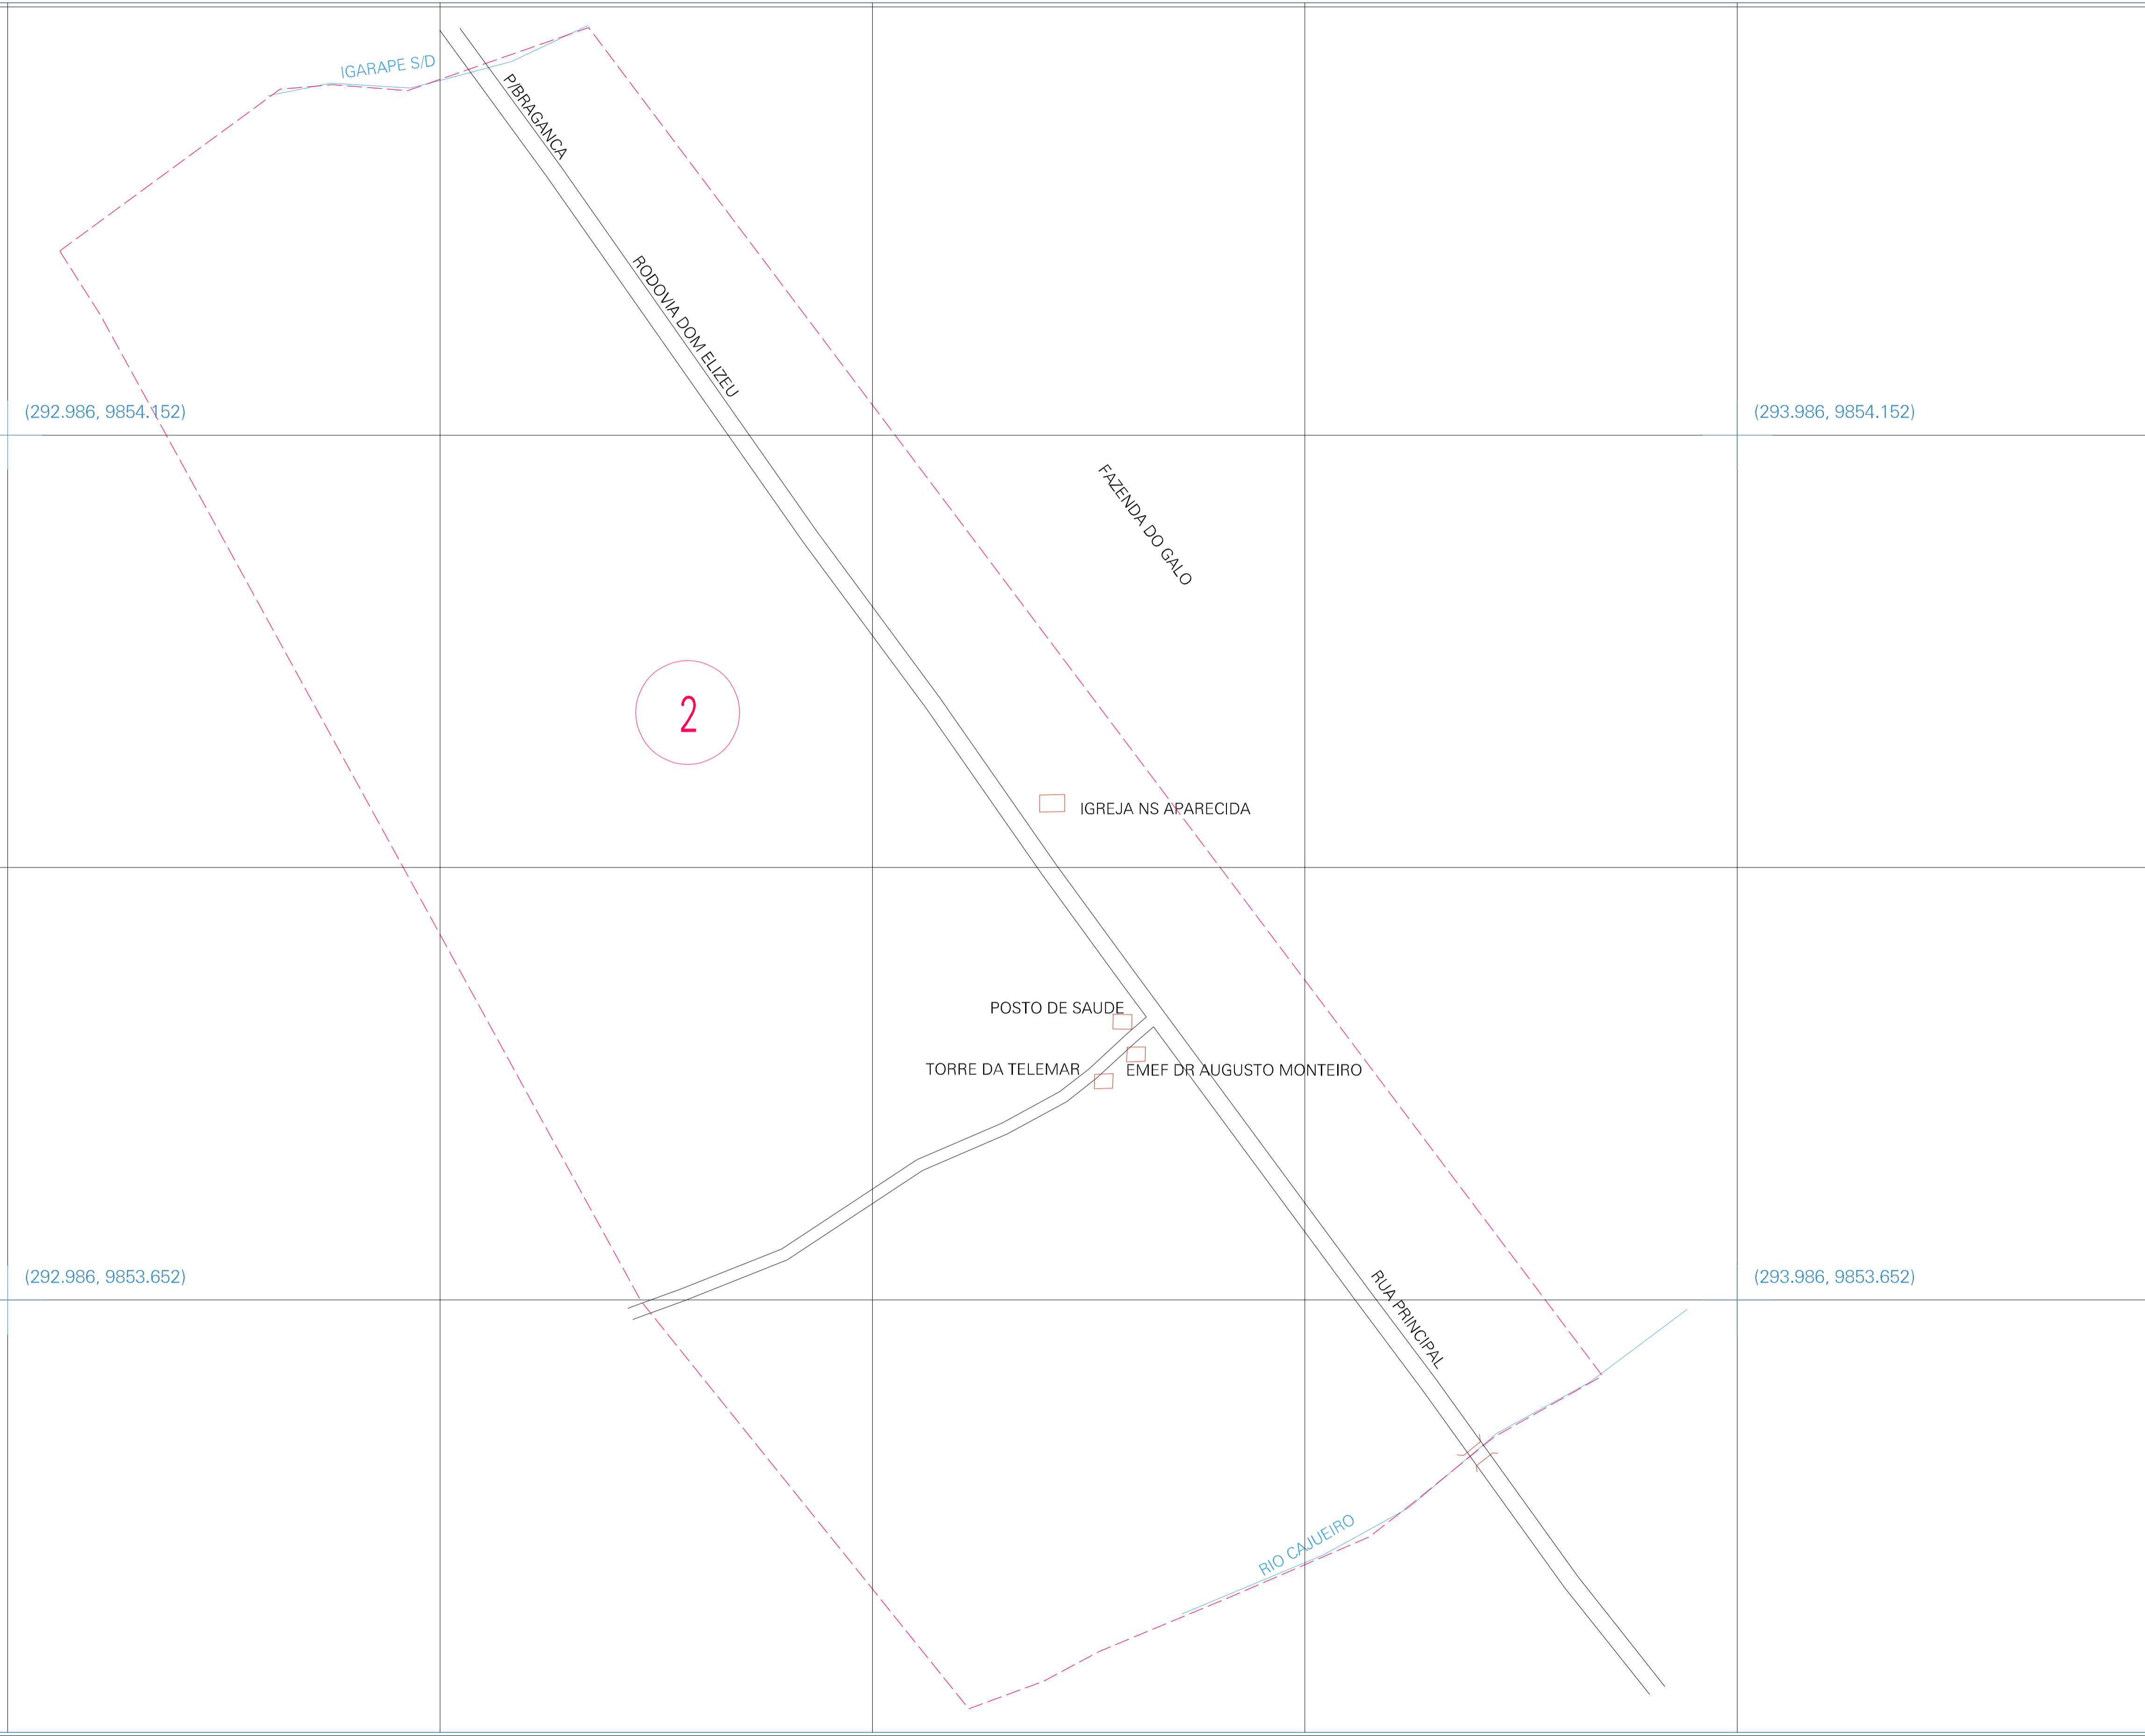 IGARAPE S/D
P/BRAGANCA
RODOVIA DOM ELIZEU
(292.986, 9854.152)
(293.986, 9854.152)
FAZENDA DO GALO
2
IGREJA NS APARECIDA
POSTO DE SAUDE
TORRE DA TELEMAR
EMEF DR AUGUSTO MONTEIRO
(292.986, 9853.652)
(293.986, 9853.652)
RUA PRINCIPAL
RIO CAJUEIRO